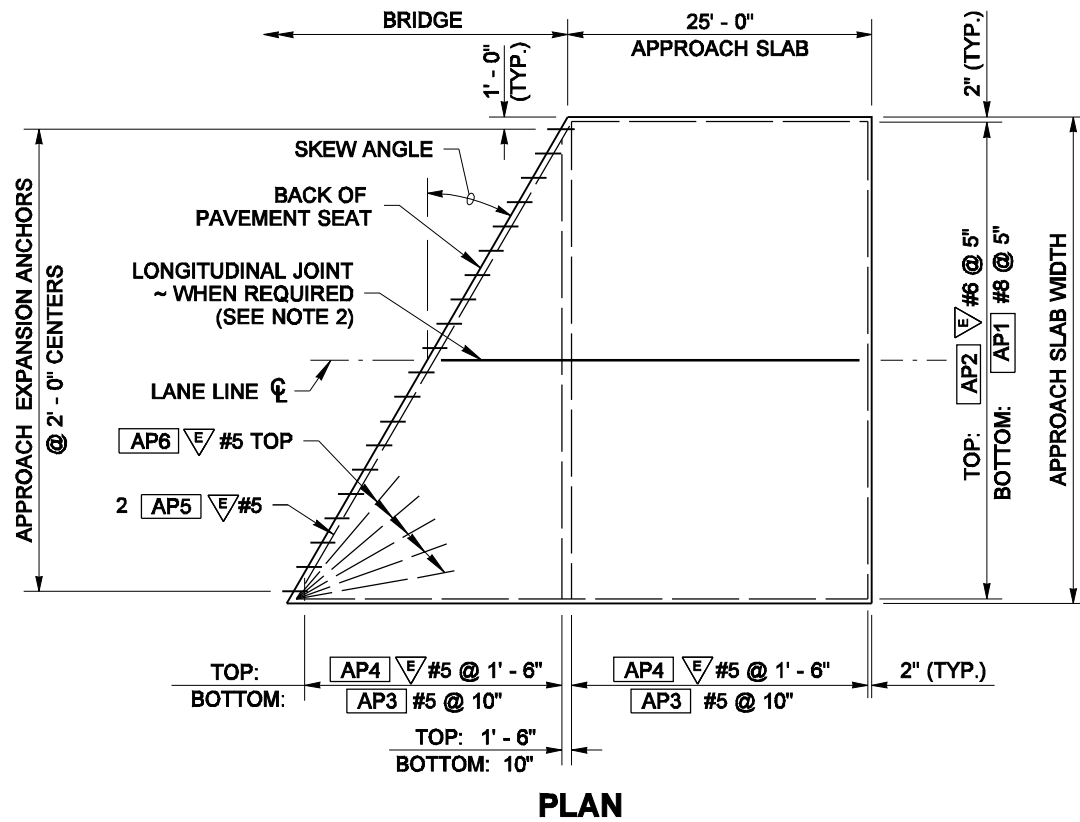 BRIDGE
25' - 0"
APPROACH SLAB
1' - 0"
(TYP.)
2" (TYP.)
SKEW ANGLE
BACK OF
PAVEMENT SEAT
LONGITUDINAL JOINT
~ WHEN REQUIRED
(SEE NOTE 2)
LANE LINE ℄
APPROACH EXPANSION ANCHORS
@ 2' - 0" CENTERS
AP6 E #5 TOP
2 AP5 E #5
TOP: AP2 E #6 @ 5"
BOTTOM: AP1 #8 @ 5"
APPROACH SLAB WIDTH
TOP: AP4 E #5 @ 1' - 6"
BOTTOM: AP3 #5 @ 10"
AP4 E #5 @ 1' - 6"
AP3 #5 @ 10"
2" (TYP.)
TOP: 1' - 6"
BOTTOM: 10"
PLAN